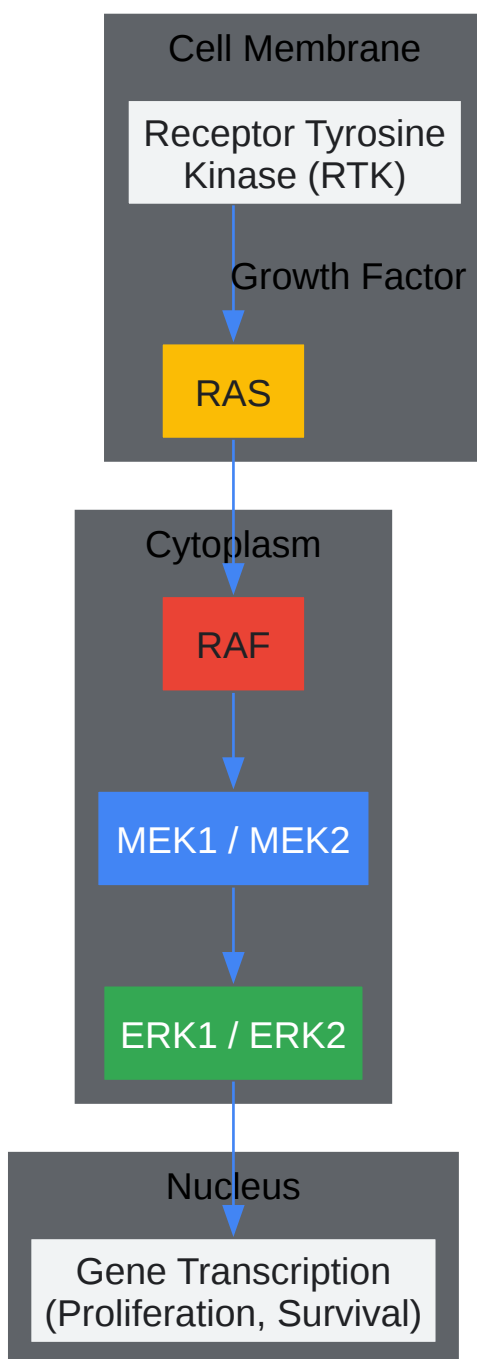 Cell Membrane
Receptor Tyrosine
Kinase (RTK)
Growth Factor
RAS
Cytoplasm
RAF
MEK1 / MEK2
ERK1 / ERK2
Nucleus
Gene Transcription
(Proliferation, Survival)